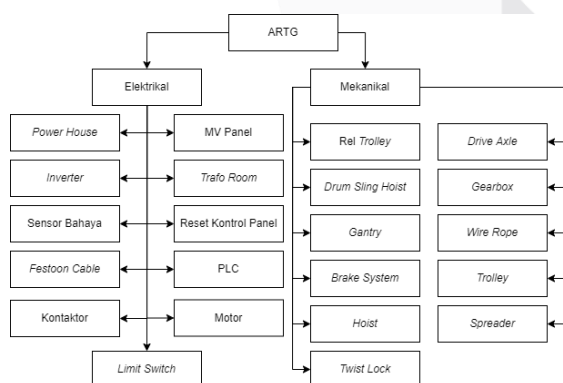 ARTG
Elektrikal
Mekanikal
Power House
MV Panel
Rel Trolley
Drive Axle
Inverter
Trafo Room
Drum Sling Hoist
Gearbox
Sensor Bahaya
Reset Kontrol Panel
Gantry
Wire Rope
Festoon Cable
PLC
Brake System
Trolley
Kontaktor
Motor
Hoist
Spreader
Limit Switch
Twist Lock